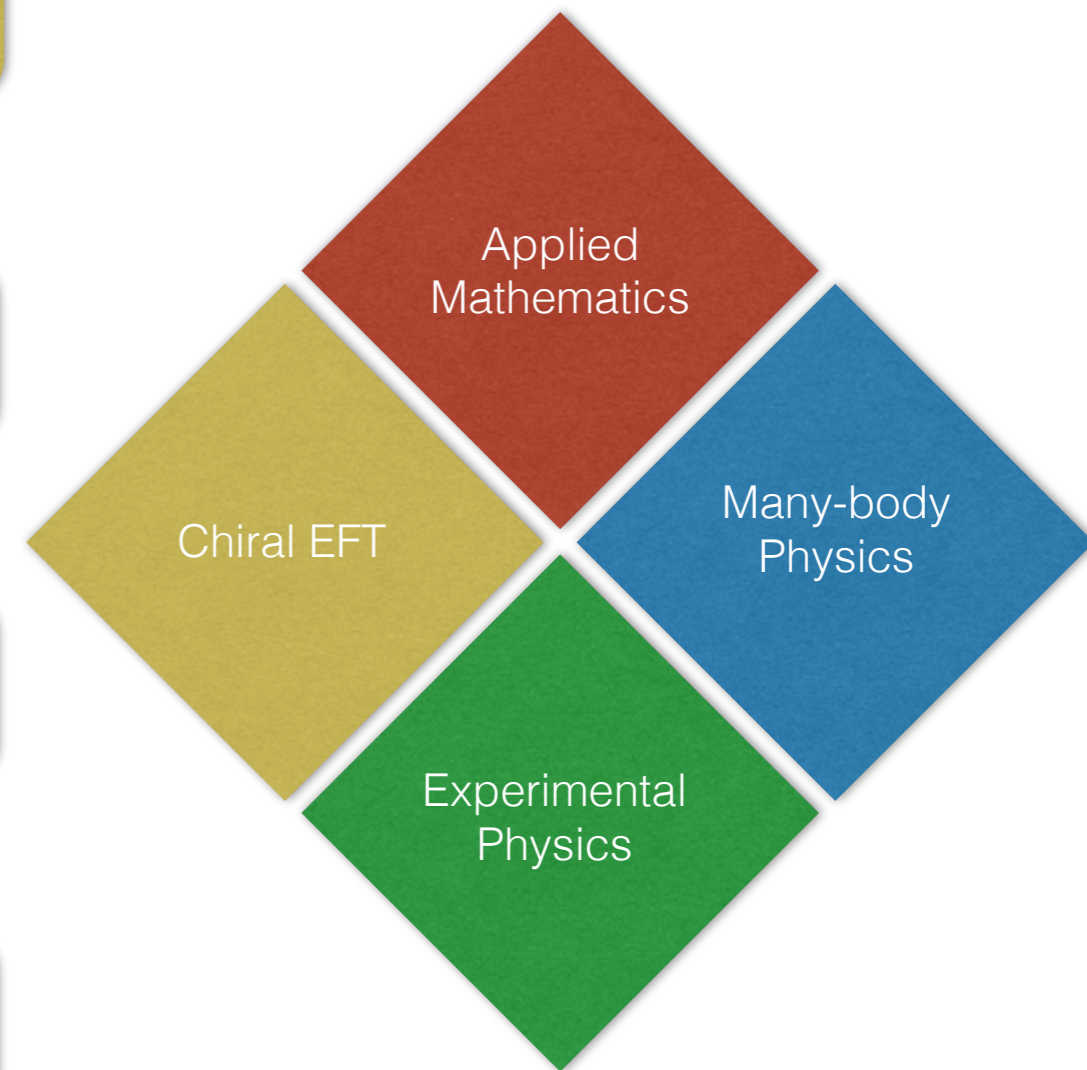 Applied
Mathematics
Many-body
Physics
Chiral EFT
Experimental
Physics